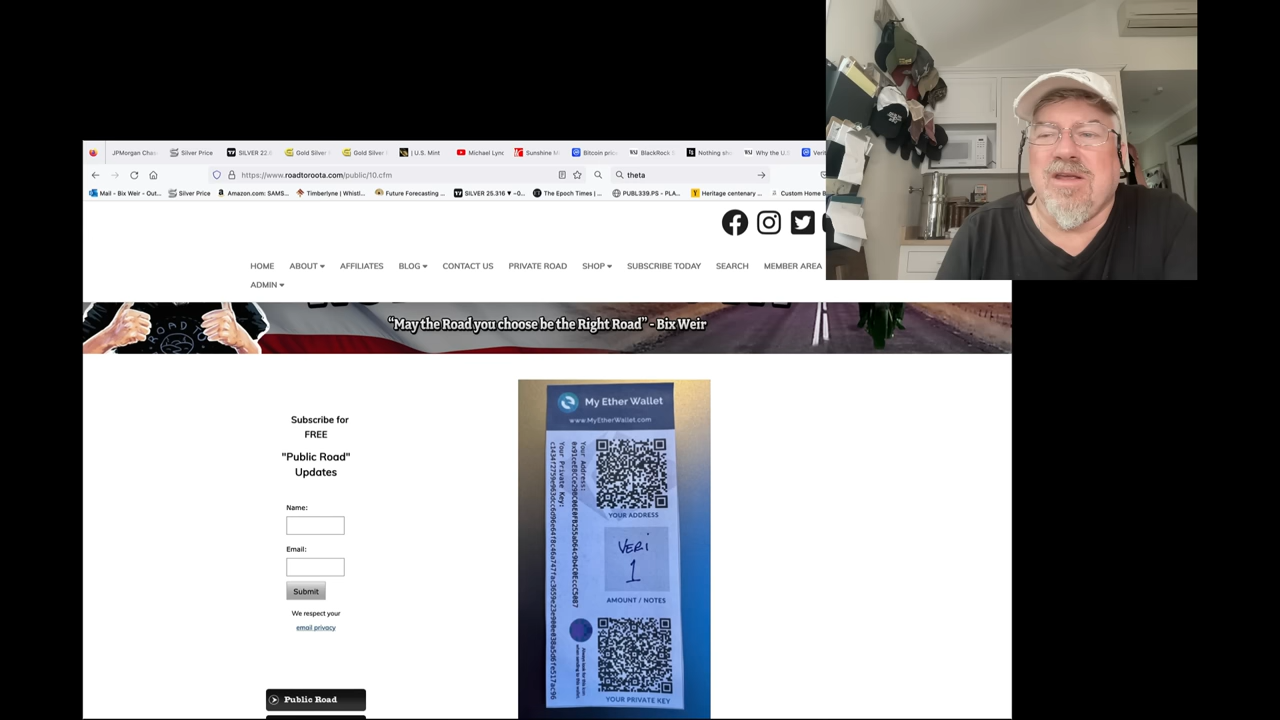 JPMorgan Cha
Silver Price
SILVER 22.
Gold Silver
Gold Silver
| U.S. Mint
Michael Lync
Sunshine M
Bitcoin pric
BlackRock
Nothing sh
Why the U.
Veri
https://www.roadtoroota.com/public/10.cfm
theta
Mail - Bix Weir - Out...
Silver Price
Amazon.com: SAMS...
Timberlyne | Whistl...
Future Forecasting ...
SILVER 25.316 ▼ −0...
The Epoch Times | ...
PUBL339.PS - PLA...
Heritage centenary ...
Custom Home B
HOME ABOUT AFFILIATES BLOG CONTACT US PRIVATE ROAD SHOP SUBSCRIBE TODAY SEARCH MEMBER AREA
ADMIN
“May the Road you choose be the Right Road” - Bix Weir
Subscribe for
FREE
"Public Road"
Updates
Name:
Email:
Submit
We respect your
email privacy
Public Road
My Ether Wallet
www.MyEtherWallet.com
Your Address:
Your Private Key:
YOUR ADDRESS
VERI
1
AMOUNT / NOTES
YOUR PRIVATE KEY